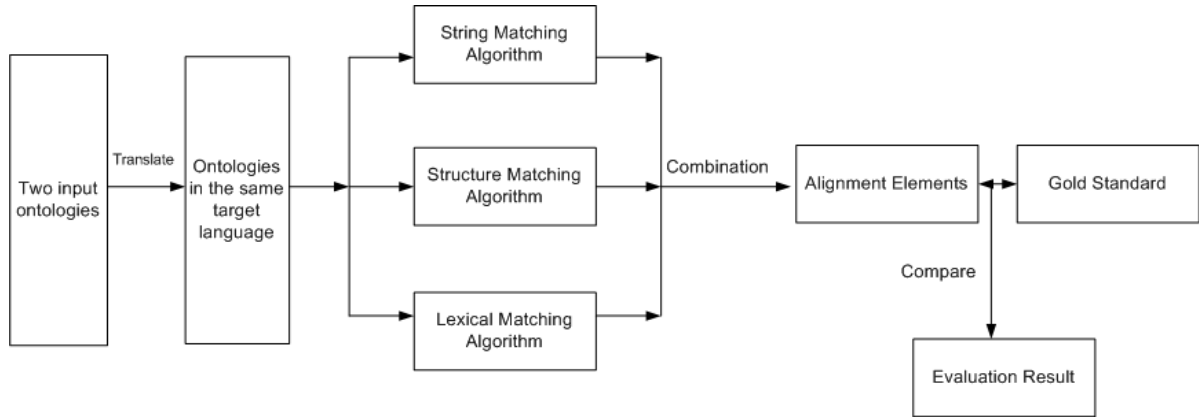 Two input
ontologies
Translate
Ontologies
in the same
target
language
String Matching
Algorithm
Structure Matching
Algorithm
Lexical Matching
Algorithm
Combination
Alignment Elements
Gold Standard
Compare
Evaluation Result